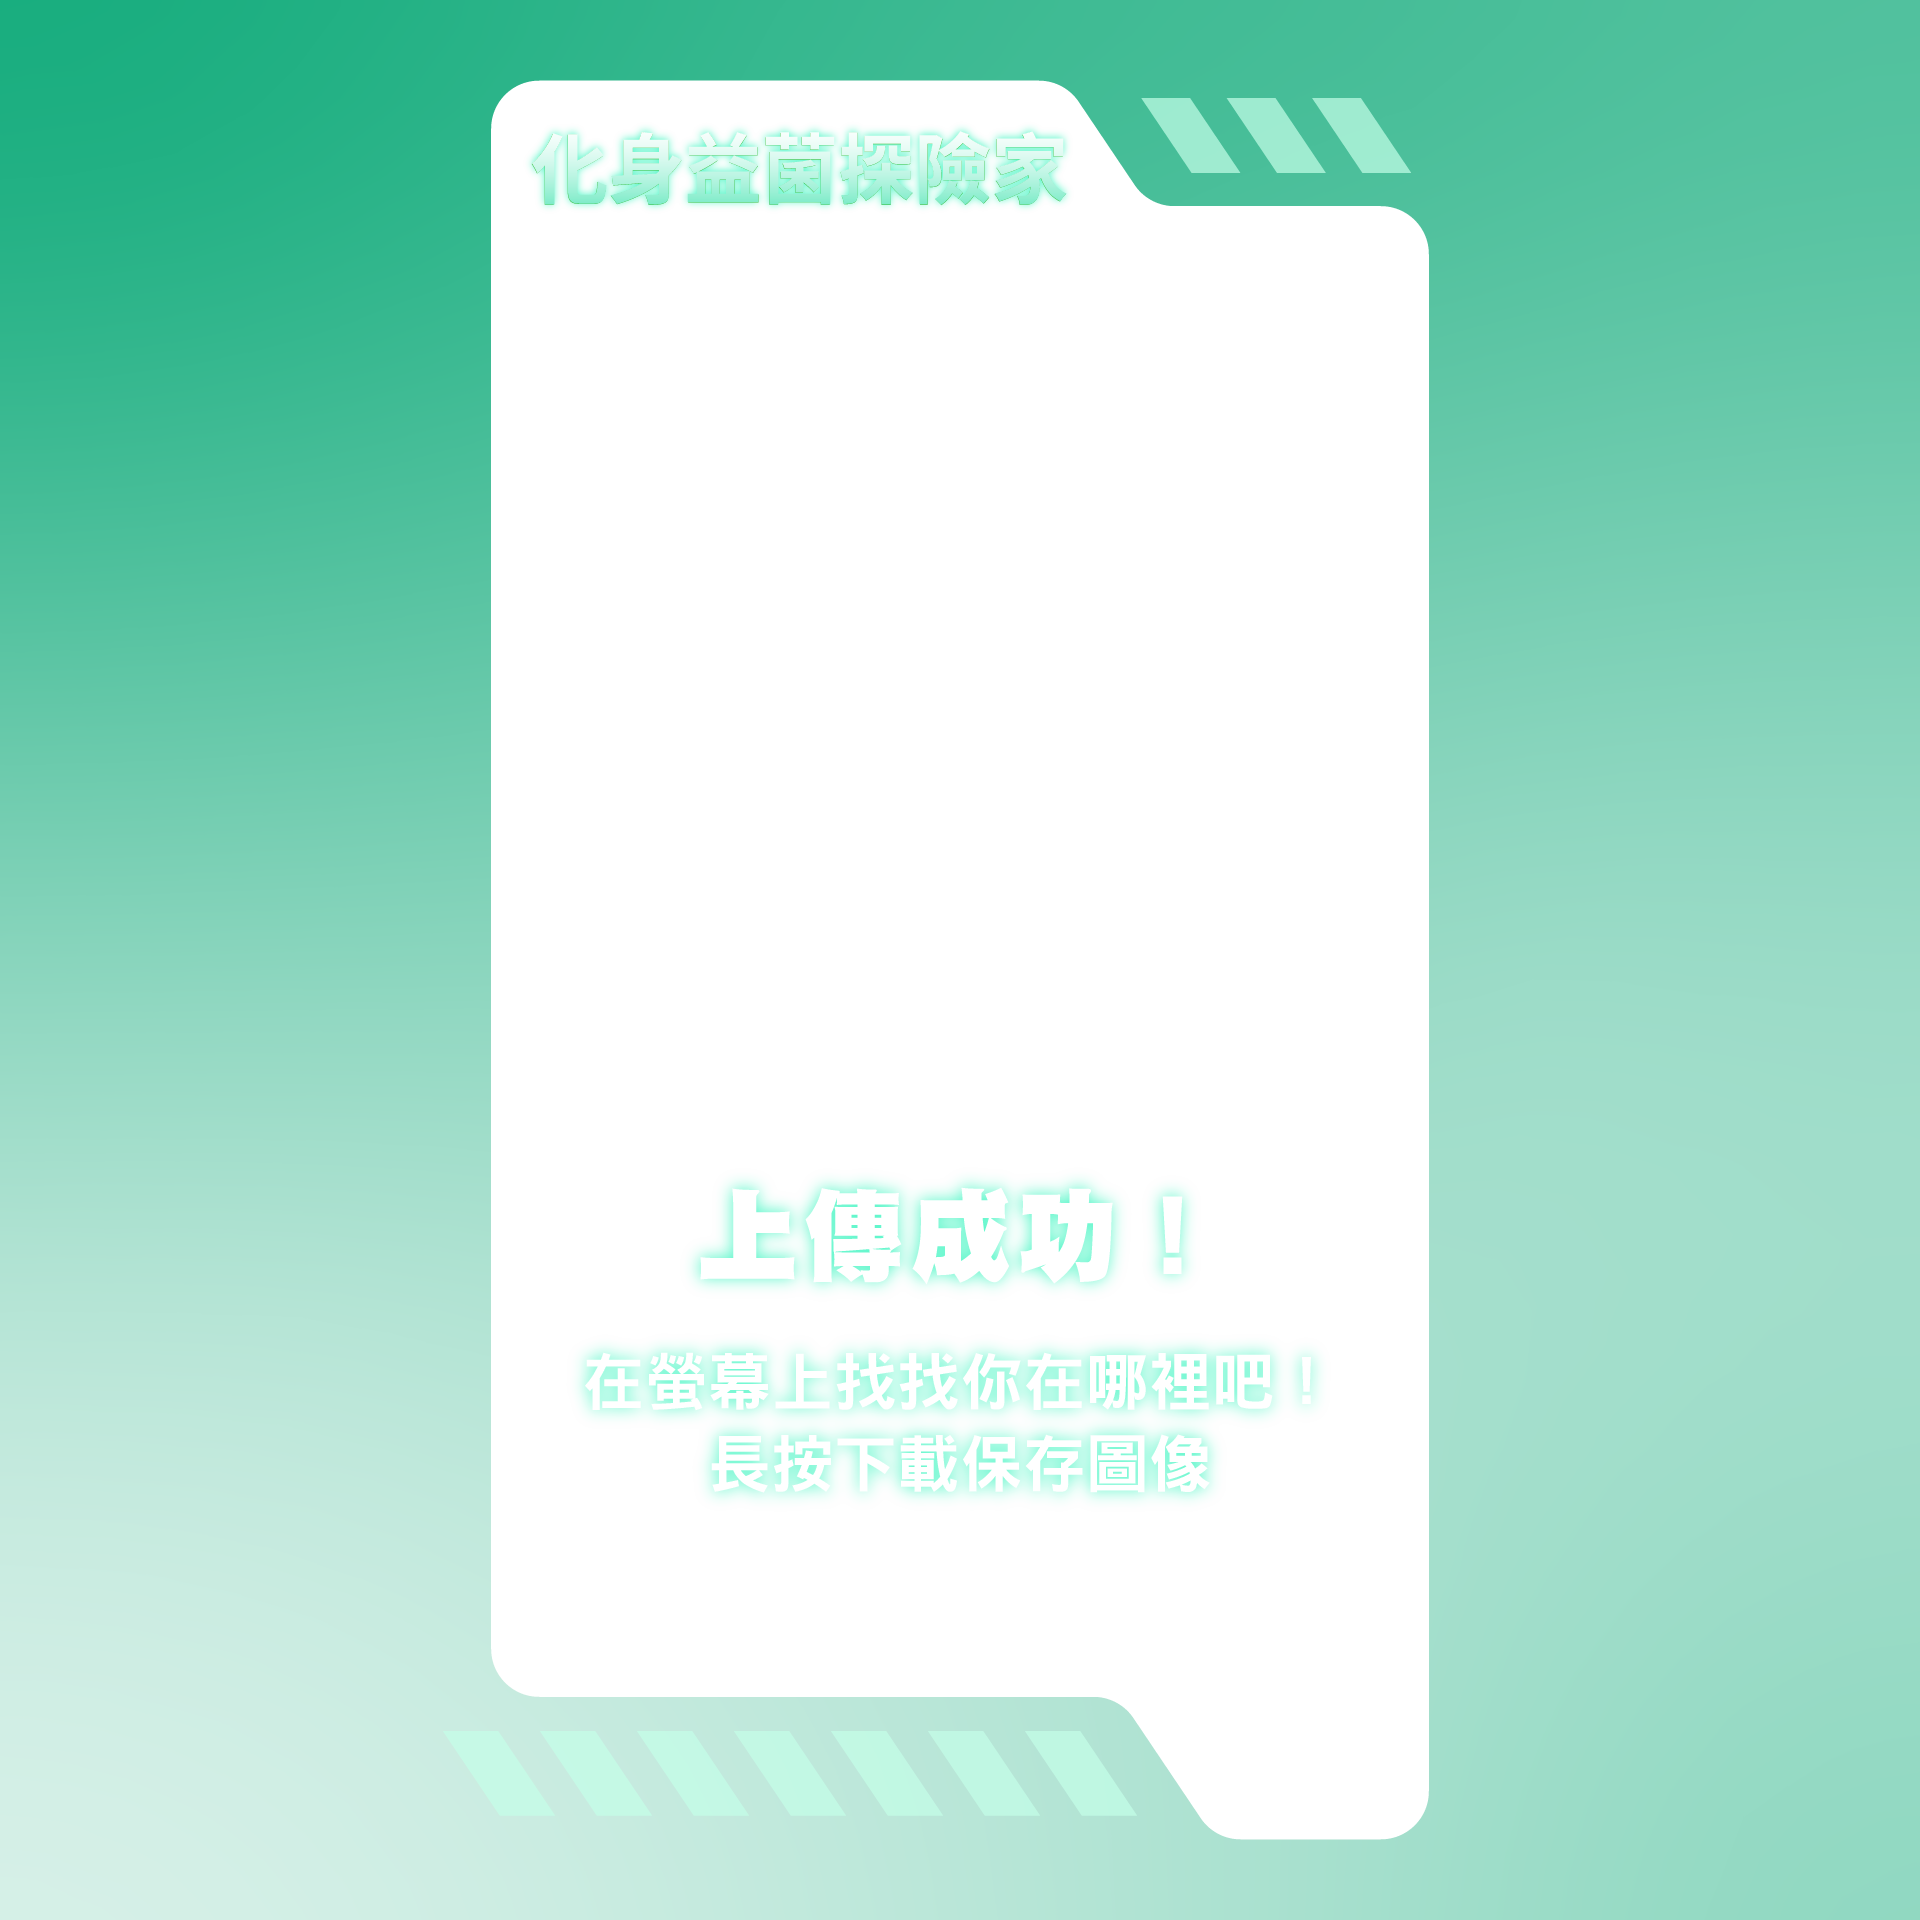 化身益菌探險家
上傳成功！
在螢幕上找找你在哪裡吧！
長按下載保存圖像